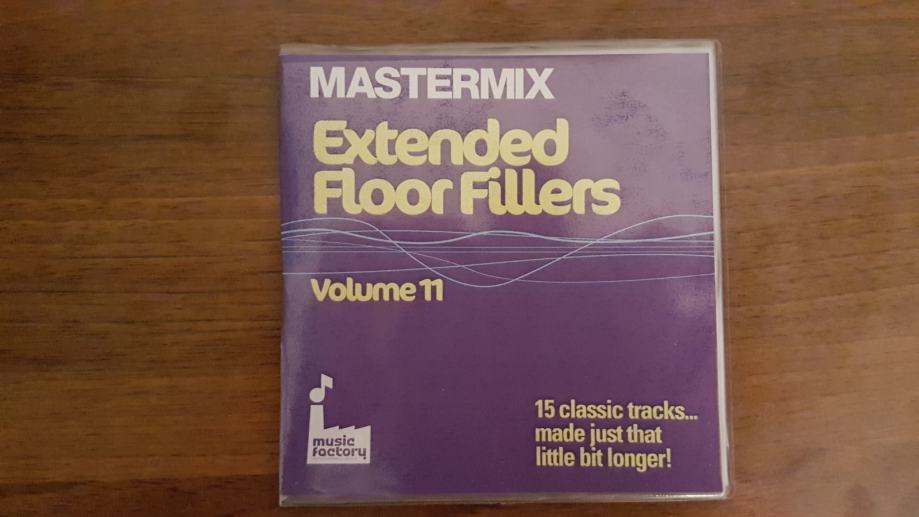 MASTERMIX
Extended
Floor Fillers
Volume 11
music
factory
15 classic tracks...
made just that
little bit longer!